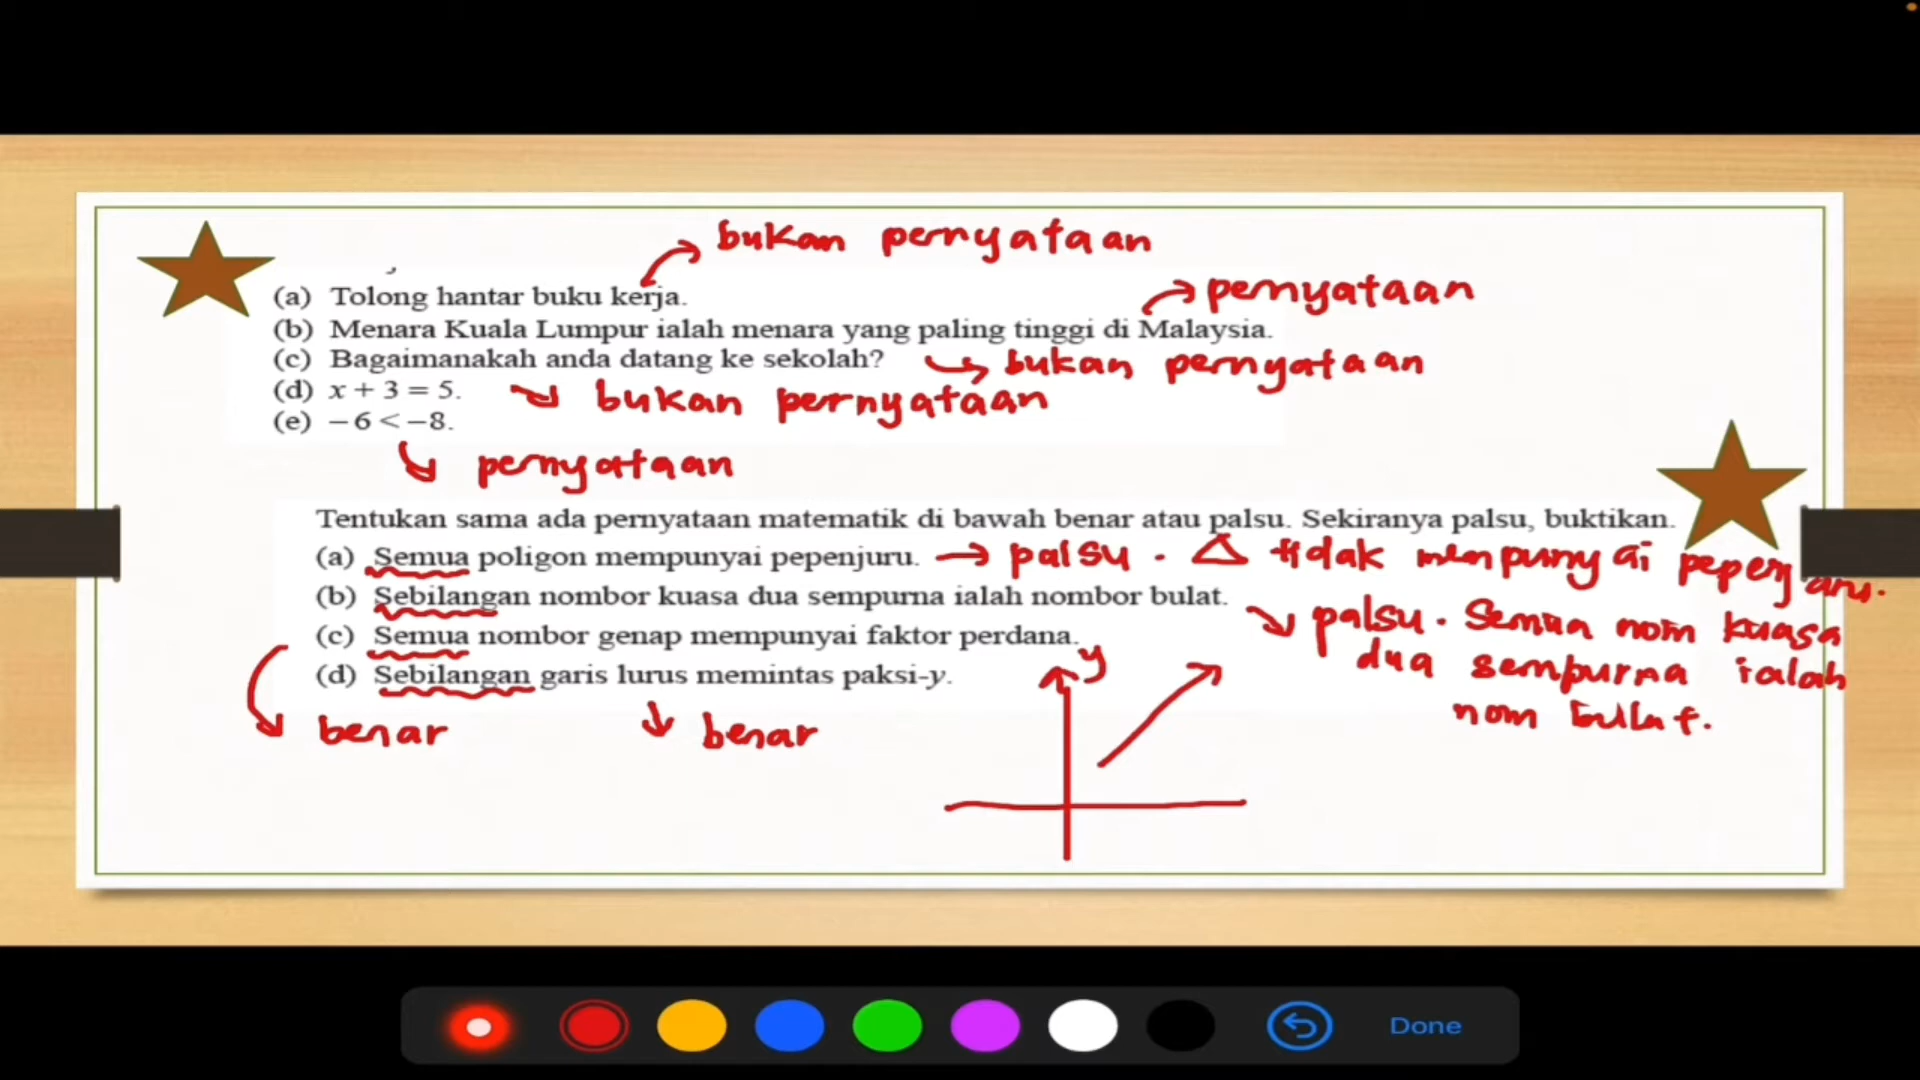 bukan pernyataan
(a) Tolong hantar buku kerja.
pernyataan
(b) Menara Kuala Lumpur ialah menara yang paling tinggi di Malaysia.
(c) Bagaimanakah anda datang ke sekolah?
bukan pernyataan
(d) x + 3 = 5.
bukan pernyataan
(e) −6 < −8.
pernyataan
Tentukan sama ada pernyataan matematik di bawah benar atau palsu. Sekiranya palsu, buktikan.
(a) Semua poligon mempunyai pepenjuru.
palsu. △ tidak mempunyai pepenjuru.
(b) Sebilangan nombor kuasa dua sempurna ialah nombor bulat.
palsu. Semua nom kuasa
dua sempurna ialah
nom bulat.
(c) Semua nombor genap mempunyai faktor perdana.
(d) Sebilangan garis lurus memintas paksi-y.
y
benar
benar
Done